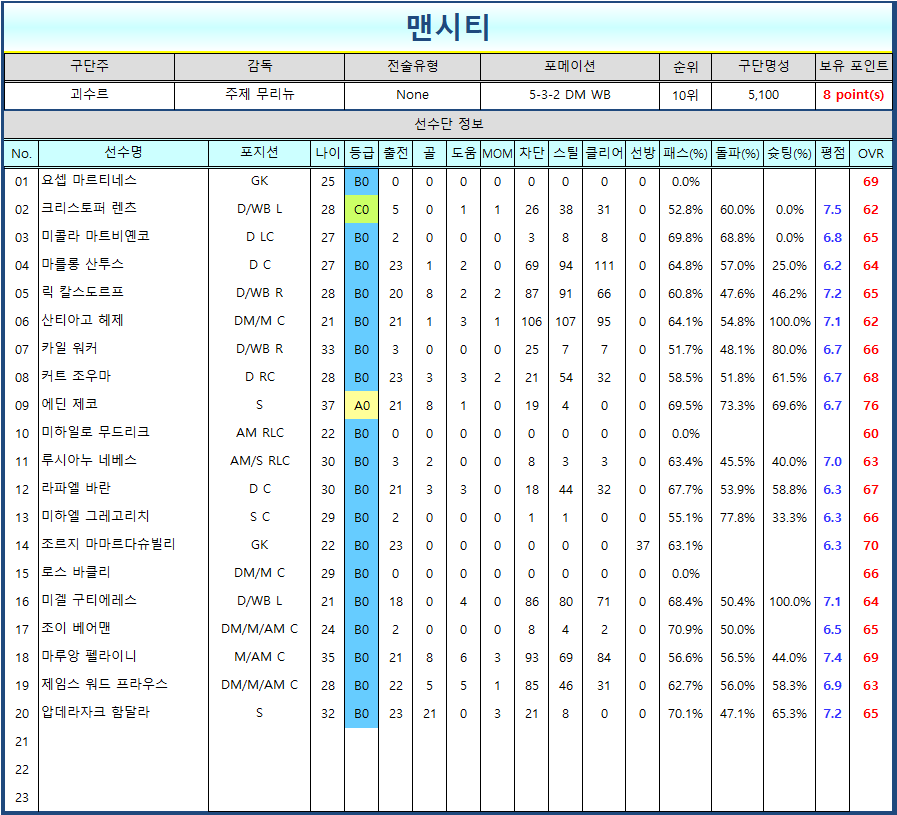 맨시티
구단주 감독 전술유형 포메이션 순위 구단명성 보유 포인트
괴수르 주제 무리뉴 None 5-3-2 DM WB 10위 5,100 8 point(s)
선수단 정보
No. 선수명 포지션 나이 등급 출전 골 도움 MOM 차단 스틸 클리어 선방 패스(%) 돌파(%) 슛팅(%) 평점 OVR
01 요셉 마르티네스 GK 25 B0 0 0 0 0 0 0 0 0 0.0% 69
02 크리스토퍼 렌츠 D/WB L 28 C0 5 0 1 1 26 38 31 0 52.8% 60.0% 0.0% 7.5 62
03 미콜라 마트비옌코 D LC 27 B0 2 0 0 0 3 8 8 0 69.8% 68.8% 0.0% 6.8 65
04 마를롱 산투스 D C 27 B0 23 1 2 0 69 94 111 0 64.8% 57.0% 25.0% 6.2 64
05 릭 칼스도르프 D/WB R 28 B0 20 8 2 2 87 91 66 0 60.8% 47.6% 46.2% 7.2 65
06 산티아고 헤제 DM/M C 21 B0 21 1 3 1 106 107 95 0 64.1% 54.8% 100.0% 7.1 62
07 카일 워커 D/WB R 33 B0 3 0 0 0 25 7 7 0 51.7% 48.1% 80.0% 6.7 66
08 커트 조우마 D RC 28 B0 23 3 3 2 21 54 32 0 58.5% 51.8% 61.5% 6.7 68
09 에딘 제코 S 37 A0 21 8 1 0 19 4 0 0 69.5% 73.3% 69.6% 6.7 76
10 미하일로 무드리크 AM RLC 22 B0 0 0 0 0 0 0 0 0 0.0% 60
11 루시아누 네베스 AM/S RLC 30 B0 3 2 0 0 8 3 3 0 63.4% 45.5% 40.0% 7.0 63
12 라파엘 바란 D C 30 B0 21 3 3 0 18 44 32 0 67.7% 53.9% 58.8% 6.3 67
13 미하엘 그레고리치 S C 29 B0 2 0 0 0 1 1 0 0 55.1% 77.8% 33.3% 6.3 66
14 조르지 마마르다슈빌리 GK 22 B0 23 0 0 0 0 0 0 37 63.1% 6.3 70
15 로스 바클리 DM/M C 29 B0 0 0 0 0 0 0 0 0 0.0% 66
16 미겔 구티에레스 D/WB L 21 B0 18 0 4 0 86 80 71 0 68.4% 50.4% 100.0% 7.1 64
17 조이 베어맨 DM/M/AM C 24 B0 2 0 0 0 8 4 2 0 70.9% 50.0% 6.5 65
18 마루앙 펠라이니 M/AM C 35 B0 21 8 6 3 93 69 84 0 56.6% 56.5% 44.0% 7.4 69
19 제임스 워드 프라우스 DM/M/AM C 28 B0 22 5 5 1 85 46 31 0 62.7% 56.0% 58.3% 6.9 63
20 압데라자크 함달라 S 32 B0 23 21 0 3 21 8 0 0 70.1% 47.1% 65.3% 7.2 65
21
22
23